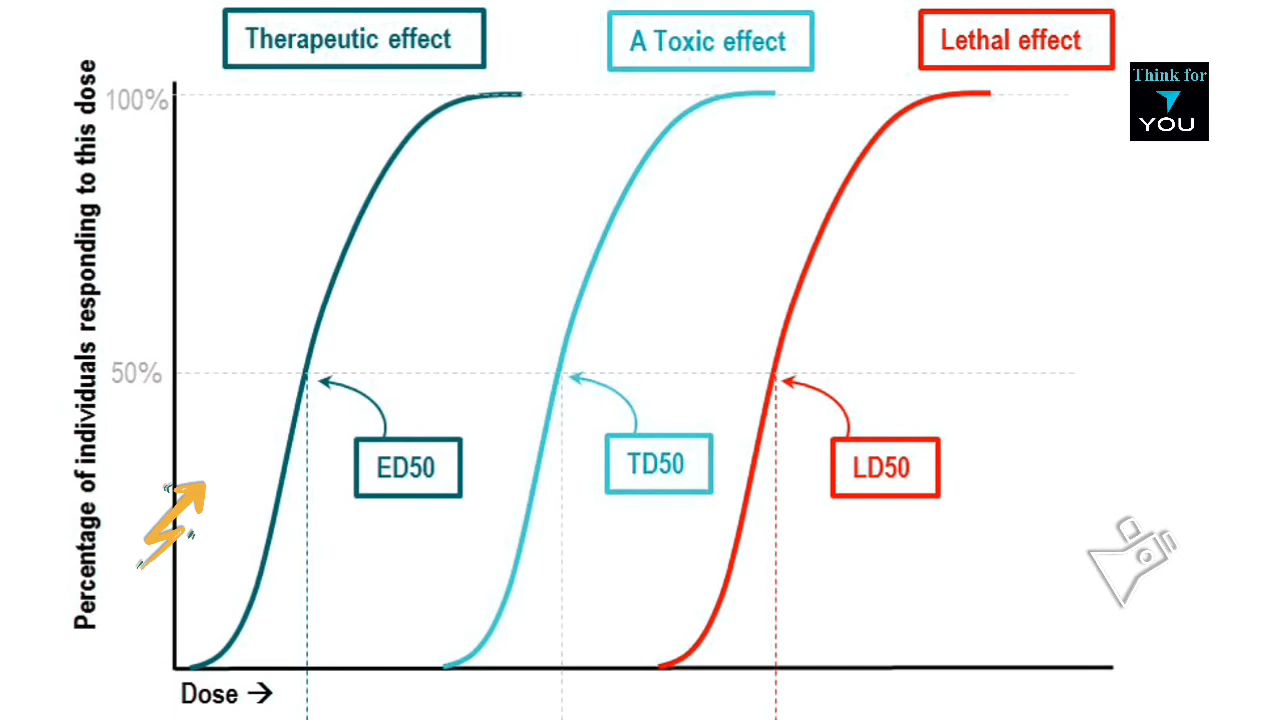 Therapeutic effect
A Toxic effect
Lethal effect
Think for
YOU
Percentage of individuals responding to this dose
100%
50%
ED50
TD50
LD50
Dose →